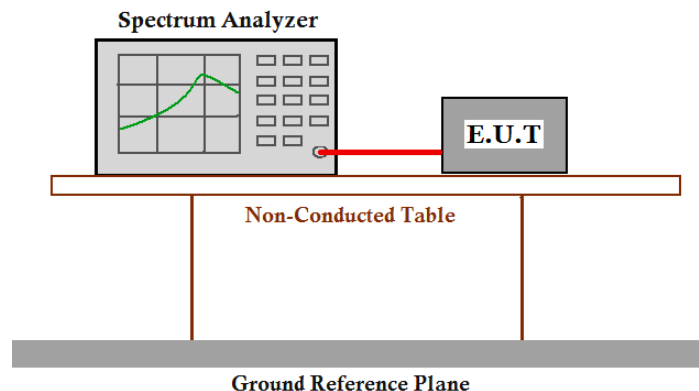 Spectrum Analyzer
E.U.T
Non-Conducted Table
Ground Reference Plane